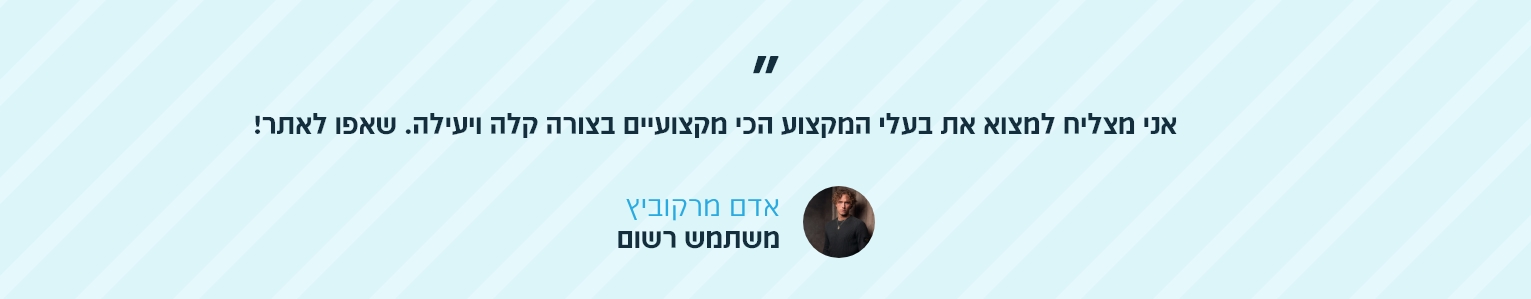 "
אני מצליח למצוא את בעלי המקצוע הכי מקצועיים בצורה קלה ויעילה. שאפו לאתר!
אדם מרקוביץ
משתמש רשום